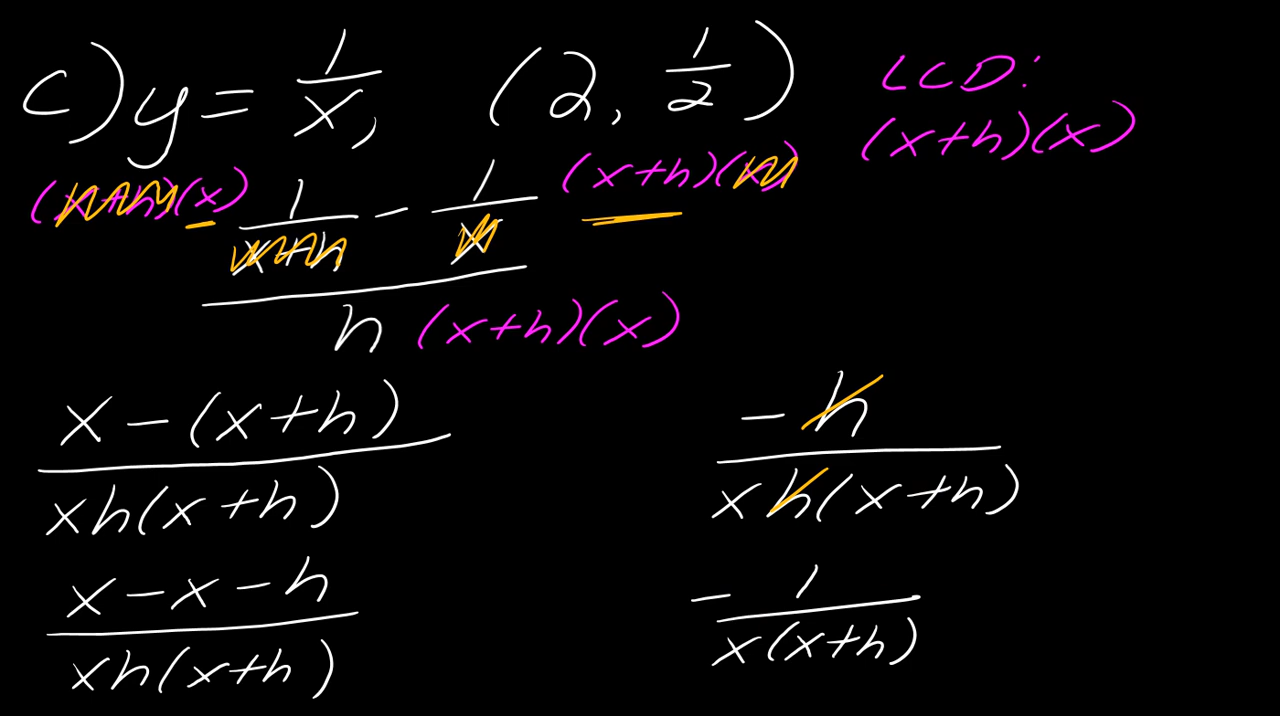 c) y = 1/x, (2, 1/2) LCD:
(x+h)(x)
(x+h)(x) 1/(x+h) - 1/x (x+h)(x)
h (x+h)(x)
x - (x+h)
xh(x+h)
x - x - h
xh(x+h)
- h
xh(x+h)
- 1
x(x+h)